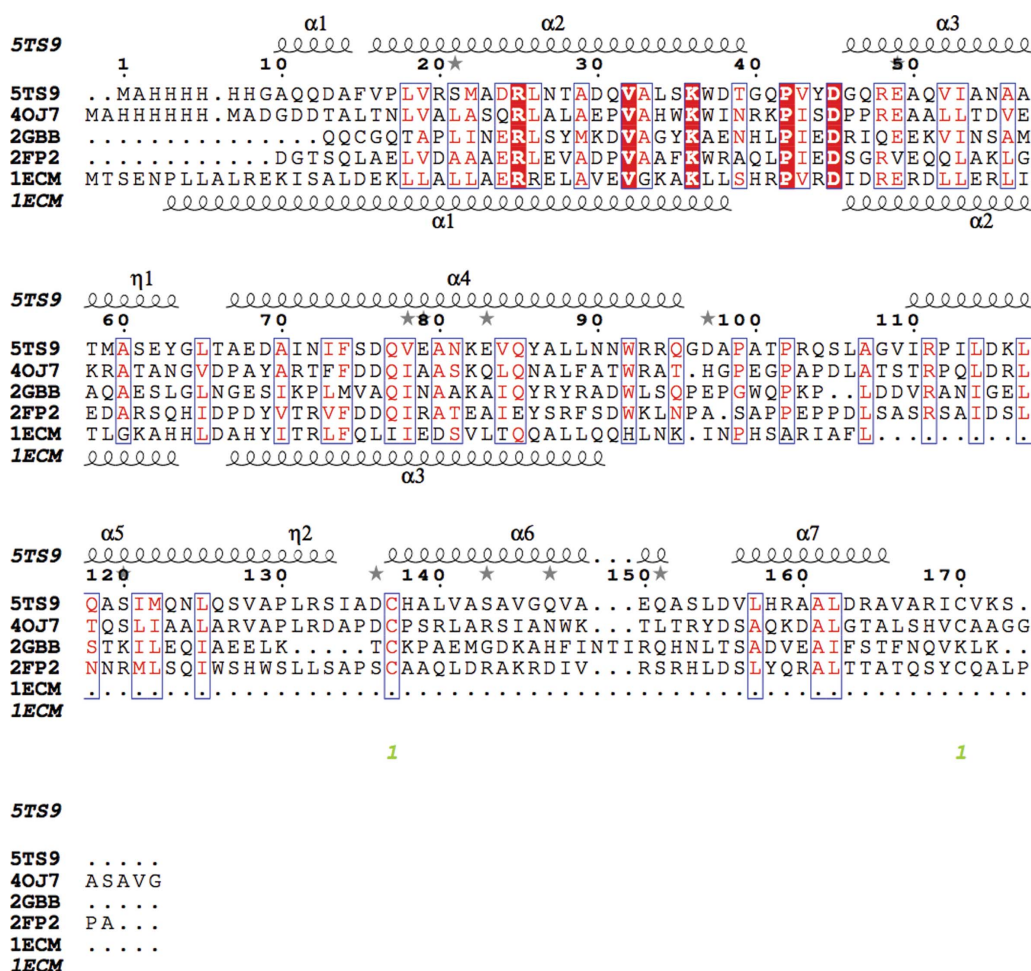 α1 α2 α3
5TS9
1 10 20 30 40 50
5TS9 ..MAHHHH.HHGAQQDAFVPLVRSMADRLNTADQVALSKWDTGQPVYDGQREAQVIANAA
4OJ7 MAHHHHHH.MADGDDTALTNLVALASQRLALAEPVAHWKWINRKPISDPPREAALLTDVE
2GBB ...............QQCGQTAPLINERLSYMKDVAGYKAENHLPIEDRIQEEKVINSAM
2FP2 ............DGTSQLAELVDAAAERLEVADPVAAFKWRAQLPIEDSGRVEQQLAKLG
1ECM MTSENPLLALREKISALDEKLLALLAERRELAVEVGKAKLLSHRPVRDIDRERDLLERLI
1ECM
α1 α2
η1 α4
5TS9
60 70 80 90 100 110
5TS9 TMASEYGLTAEDAINIFSDQVEANKEVQYALLNNWRRQGDAPATPRQSLAGVIRPILDKL
4OJ7 KRATANGVDPAYARTFFDDQIAASKQLQNALFATWRAT.HGPEGPAPDLATSTRPQLDRL
2GBB AQAESLGLNGESIKPLMVAQINAAKAIQYRYRADWLSQPEPGWQPKP..LDDVRANIGEL
2FP2 EDARSQHIDPDYVTRVFDDQIRATEAIEYSRFSDWKLNPA.SAPPEPPDLSASRSAIDSL
1ECM TLGKAHHLDAHYITRLFQLIIEDSVLTQQALLQQHLNK.INPHSARIAFL..........
1ECM
α3
α5 η2 α6 α7
5TS9
120 130 140 150 160 170
5TS9 QASIMQNLQSVAPLRSIADCHALVASAVGQVA...EQASLDVLHRAALDRAVARICVKS.
4OJ7 TQSLIAALARVAPLRDAPDCPSRLARSIANWK...TLTRYDSAQKDALGTALSHVCAAGG
2GBB STKILEQIAEELK.....TCKPAEMGDKAHFINTIRQHNLTSADVEAIFSTFNQVKLK..
2FP2 NNRMLSQIWSHWSLLSAPSCAAQLDRAKRDIV...RSRHLDSLYQRALTTATQSYCQALP
1ECM ............................................................
1ECM
1 1
5TS9
5TS9 .....
4OJ7 ASAVG
2GBB .....
2FP2 PA...
1ECM .....
1ECM